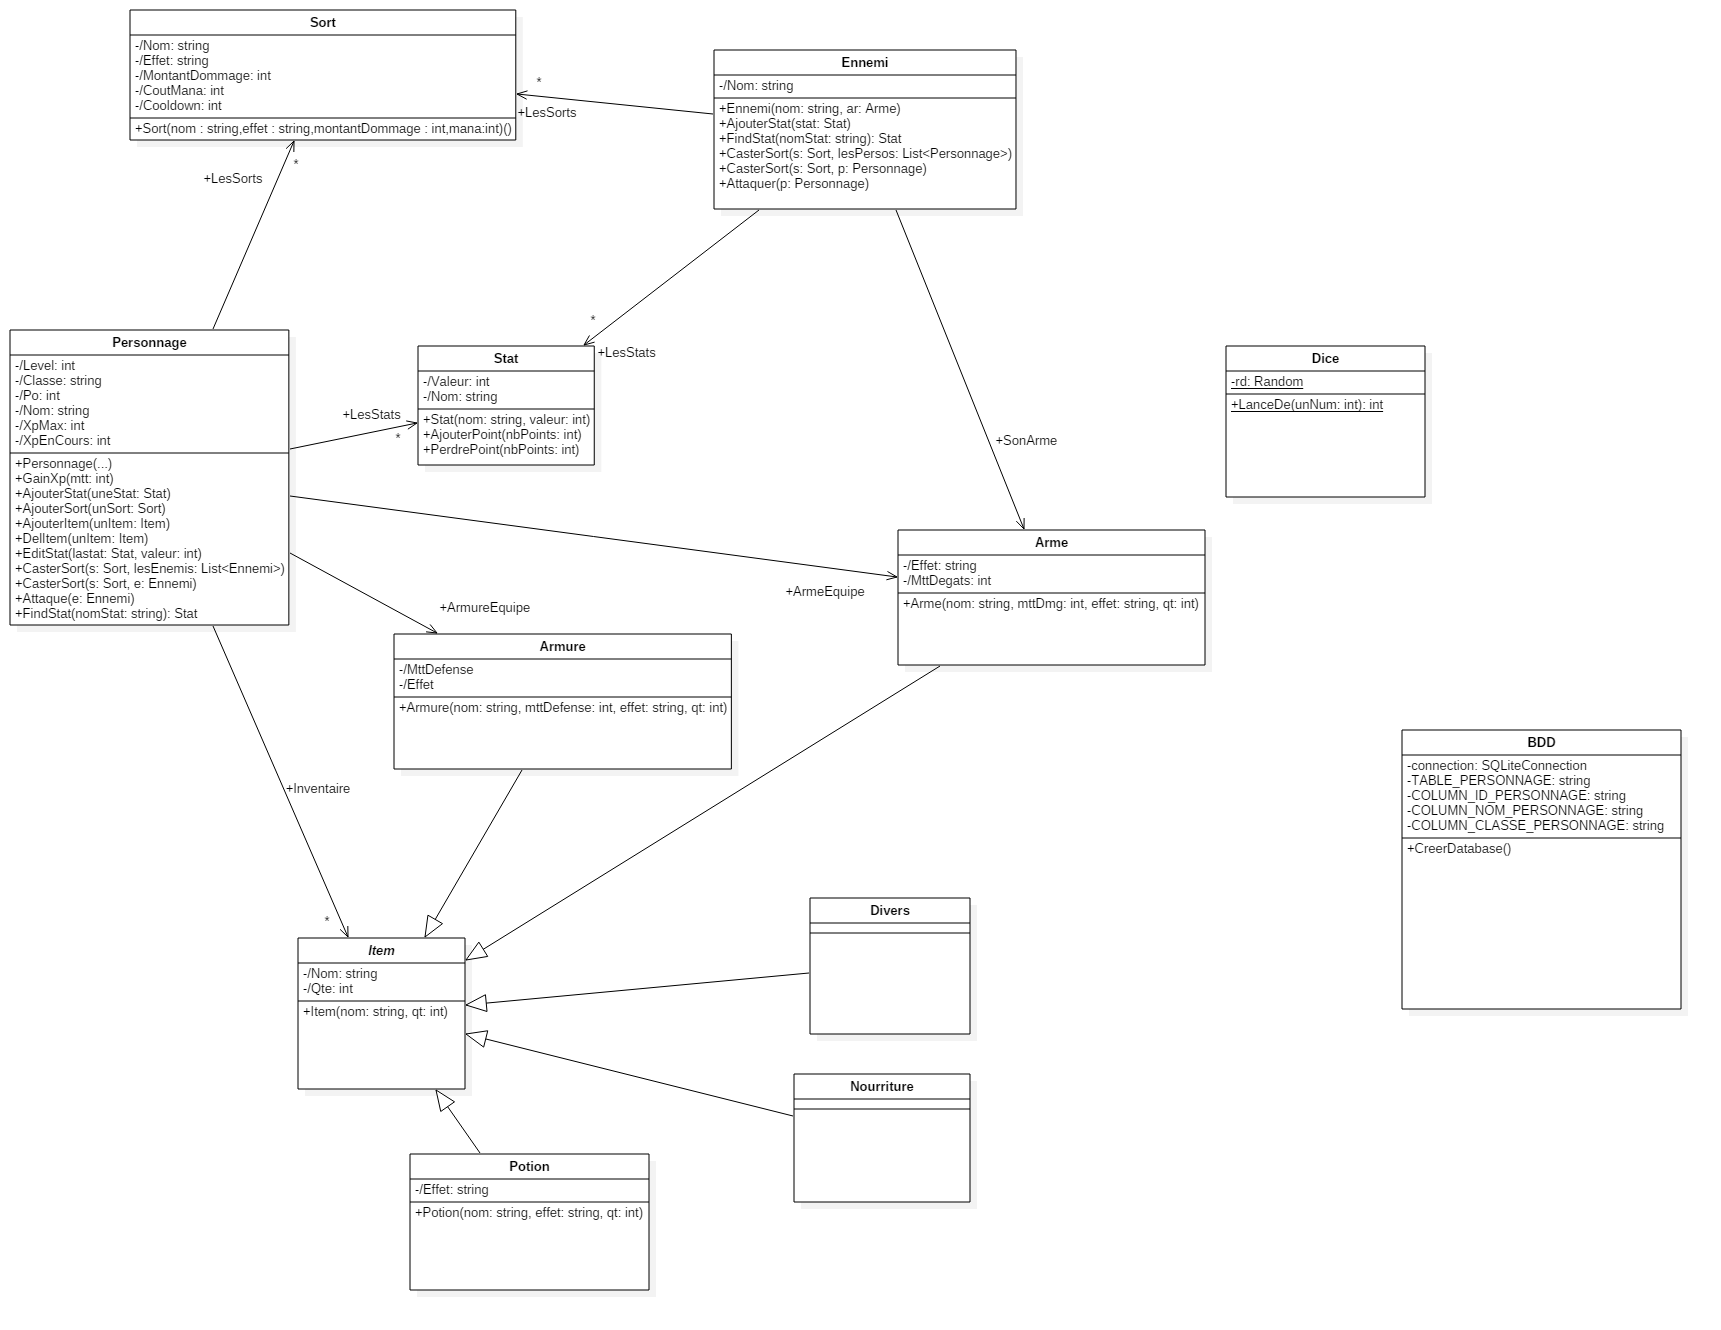 Sort
-/Nom: string
-/Effet: string
-/MontantDommage: int
-/CoutMana: int
-/Cooldown: int
+Sort(nom : string,effet : string,montantDommage : int,mana:int)()
Ennemi
-/Nom: string
+Ennemi(nom: string, ar: Arme)
+AjouterStat(stat: Stat)
+FindStat(nomStat: string): Stat
+CasterSort(s: Sort, lesPersos: List<Personnage>)
+CasterSort(s: Sort, p: Personnage)
+Attaquer(p: Personnage)
*
+LesSorts
*
+LesSorts
*
+LesStats
Personnage
-/Level: int
-/Classe: string
-/Po: int
-/Nom: string
-/XpMax: int
-/XpEnCours: int
+Personnage(...)
+GainXp(mtt: int)
+AjouterStat(uneStat: Stat)
+AjouterSort(unSort: Sort)
+AjouterItem(unItem: Item)
+DelItem(unItem: Item)
+EditStat(lastat: Stat, valeur: int)
+CasterSort(s: Sort, lesEnemis: List<Ennemi>)
+CasterSort(s: Sort, e: Ennemi)
+Attaque(e: Ennemi)
+FindStat(nomStat: string): Stat
+LesStats
*
Stat
-/Valeur: int
-/Nom: string
+Stat(nom: string, valeur: int)
+AjouterPoint(nbPoints: int)
+PerdrePoint(nbPoints: int)
Dice
-rd: Random
+LanceDe(unNum: int): int
+SonArme
+ArmeEquipe
Arme
-/Effet: string
-/MttDegats: int
+Arme(nom: string, mttDmg: int, effet: string, qt: int)
+ArmureEquipe
Armure
-/MttDefense
-/Effet
+Armure(nom: string, mttDefense: int, effet: string, qt: int)
BDD
-connection: SQLiteConnection
-TABLE_PERSONNAGE: string
-COLUMN_ID_PERSONNAGE: string
-COLUMN_NOM_PERSONNAGE: string
-COLUMN_CLASSE_PERSONNAGE: string
+CreerDatabase()
+Inventaire
*
Item
-/Nom: string
-/Qte: int
+Item(nom: string, qt: int)
Divers
Nourriture
Potion
-/Effet: string
+Potion(nom: string, effet: string, qt: int)